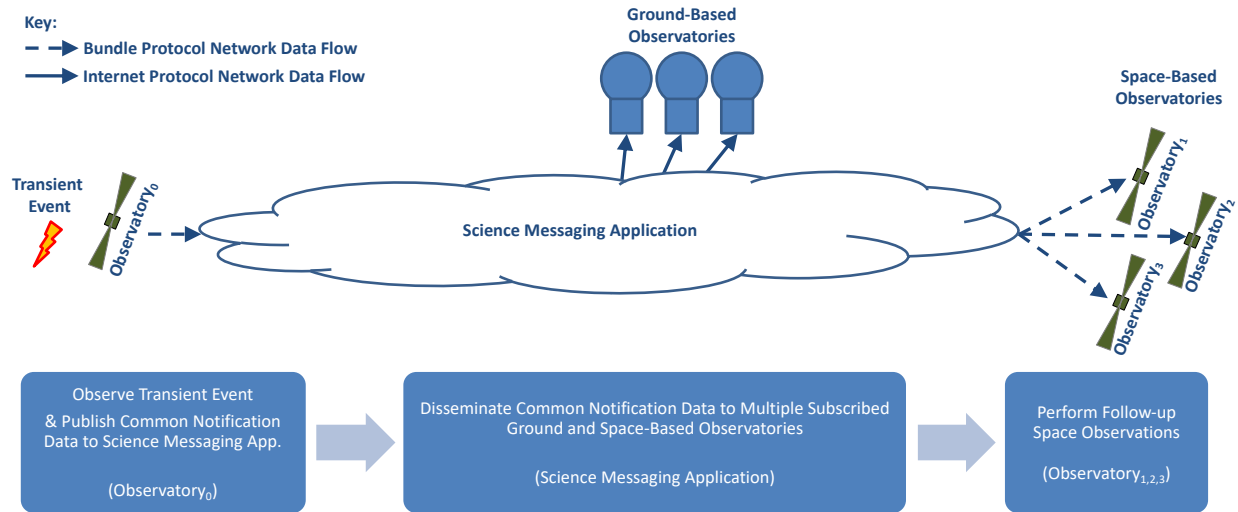 Key:
Bundle Protocol Network Data Flow
Internet Protocol Network Data Flow
Ground-Based
Observatories
Space-Based
Observatories
Transient
Event
Observatory₀
Science Messaging Application
Observatory₁
Observatory₂
Observatory₃
Observe Transient Event
& Publish Common Notification
Data to Science Messaging App.
(Observatory₀)
Disseminate Common Notification Data to Multiple Subscribed
Ground and Space-Based Observatories
(Science Messaging Application)
Perform Follow-up
Space Observations
(Observatory₁,₂,₃)